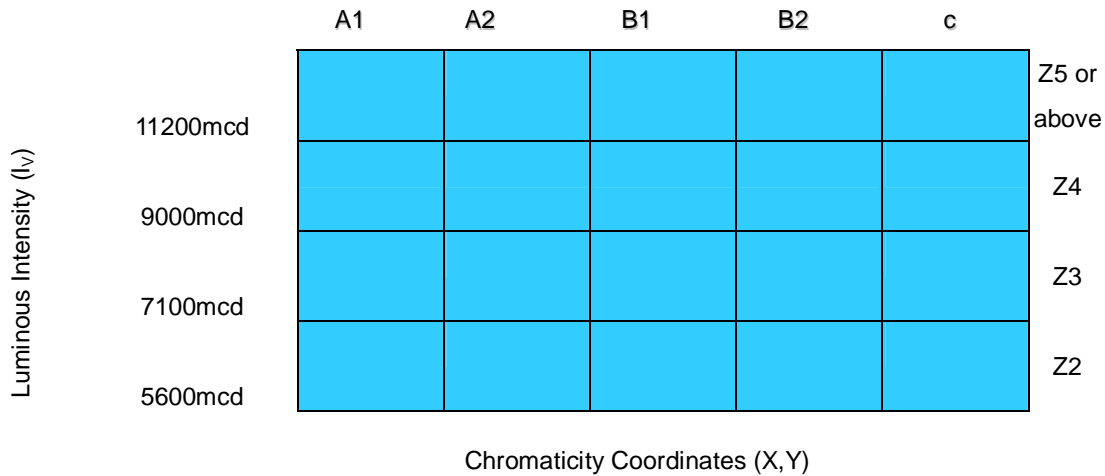 A1 A2 B1 B2 c
Z5 or
above
11200mcd
Z4
9000mcd
Z3
7100mcd
Z2
5600mcd
Luminous Intensity (IV)
Chromaticity Coordinates (X,Y)